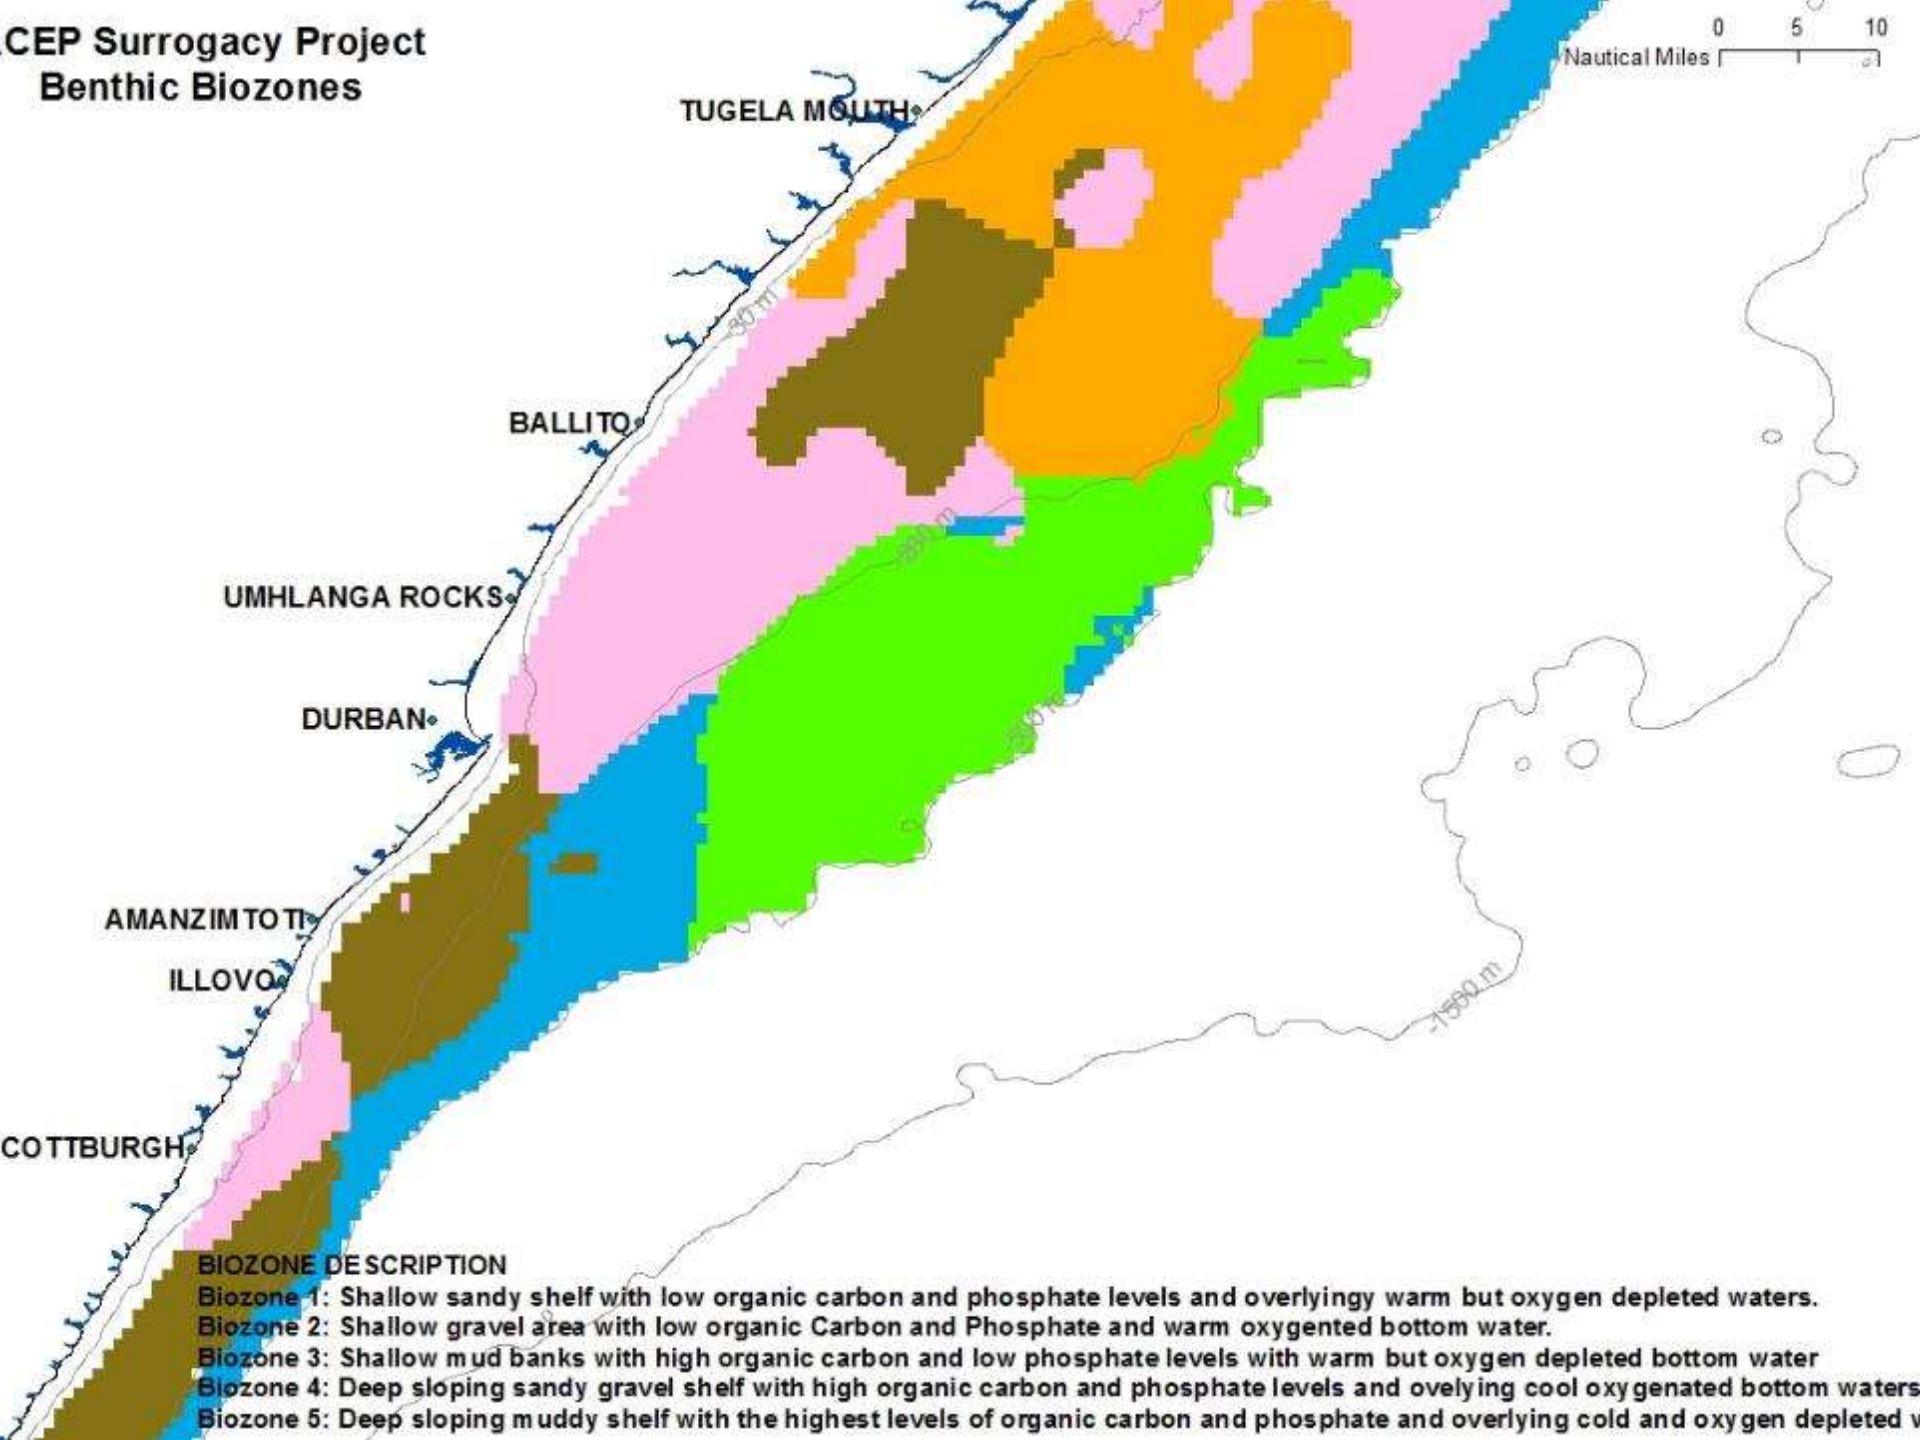 CEP Surrogacy Project
Benthic Biozones
0 5 10
Nautical Miles
TUGELA MOUTH
-30 m
BALLITO
UMHLANGA ROCKS
DURBAN
AMANZIMTOTI
ILLOVO
-1500 m
COTTBURGH
BIOZONE DESCRIPTION
Biozone 1: Shallow sandy shelf with low organic carbon and phosphate levels and overlyingy warm but oxygen depleted waters.
Biozone 2: Shallow gravel area with low organic Carbon and Phosphate and warm oxygented bottom water.
Biozone 3: Shallow mud banks with high organic carbon and low phosphate levels with warm but oxygen depleted bottom water
Biozone 4: Deep sloping sandy gravel shelf with high organic carbon and phosphate levels and ovelying cool oxygenated bottom waters
Biozone 5: Deep sloping muddy shelf with the highest levels of organic carbon and phosphate and overlying cold and oxygen depleted